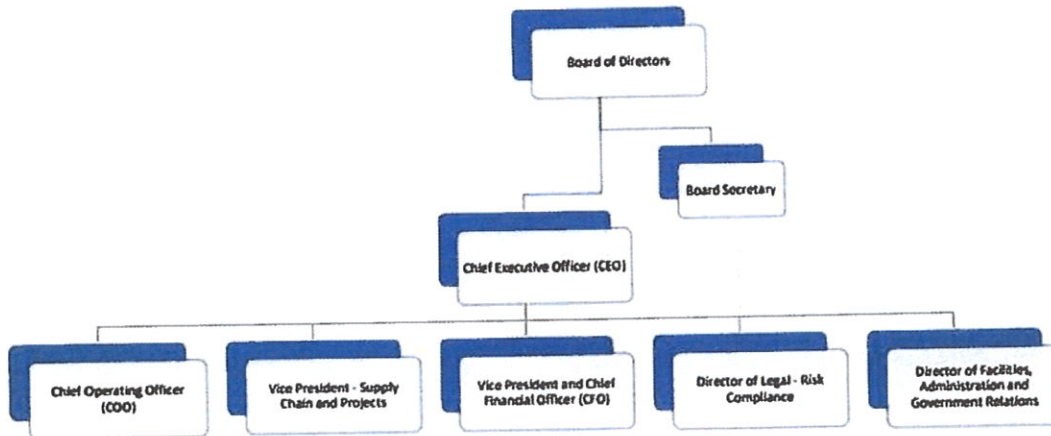 Board of Directors
Board Secretary
Chief Executive Officer (CEO)
Chief Operating Officer
(COO)
Vice President - Supply
Chain and Projects
Vice President and Chief
Financial Officer (CFO)
Director of Legal - Risk
Compliance
Director of Facilities,
Administration and
Government Relations